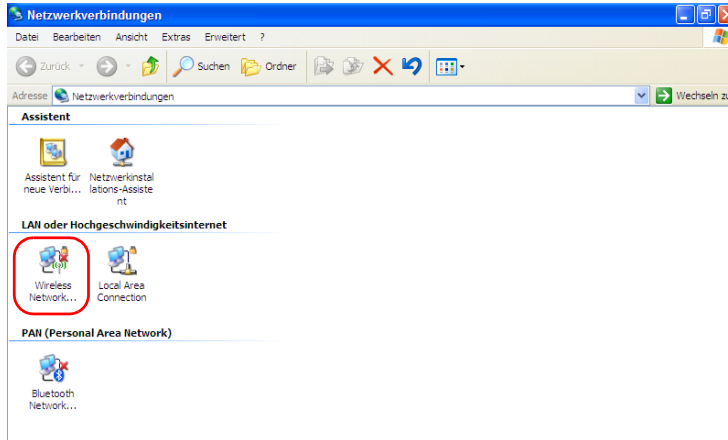 Netzwerkverbindungen
Datei Bearbeiten Ansicht Extras Erweitert ?
Zurück Suchen Ordner
Adresse Netzwerkverbindungen Wechseln zu
Assistent
Assistent für
neue Verbi...
Netzwerkinstal
lations-Assiste
nt
LAN oder Hochgeschwindigkeitsinternet
Wireless
Network...
Local Area
Connection
PAN (Personal Area Network)
Bluetooth
Network...